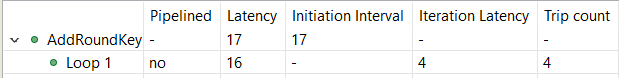 Pipelined Latency Initiation Interval Iteration Latency Trip count
AddRoundKey - 17 17 - -
Loop 1 no 16 - 4 4